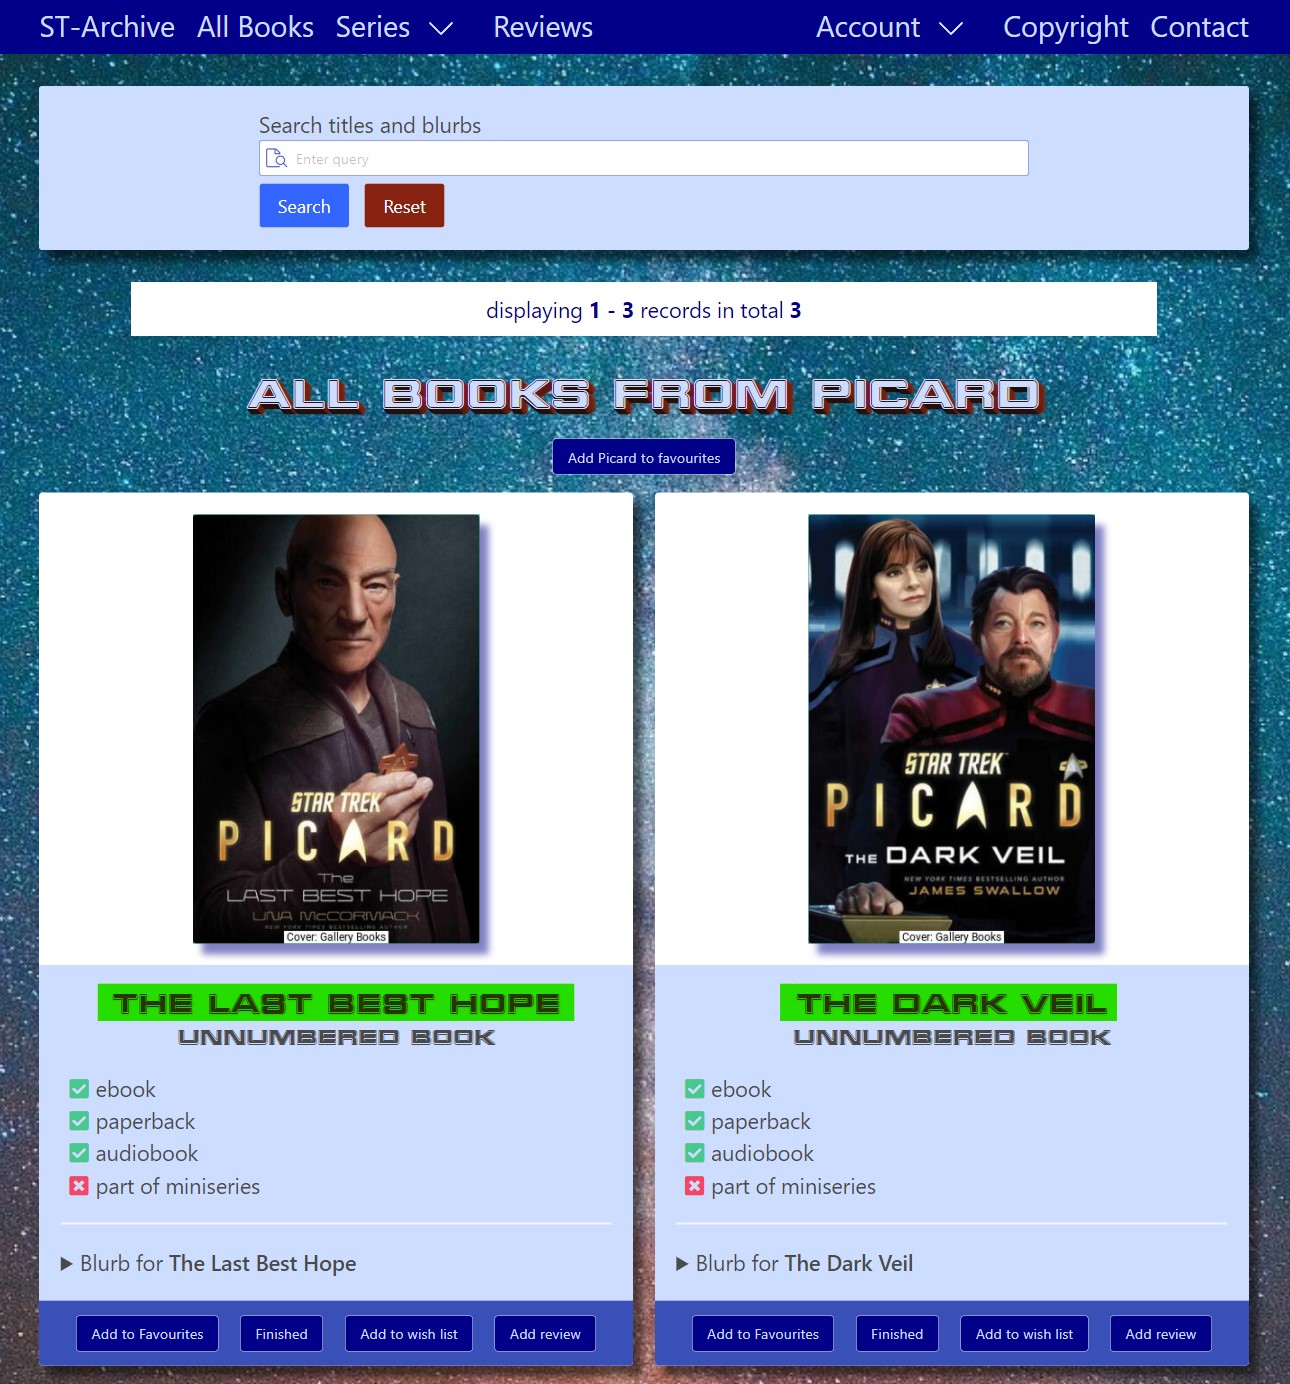 ST-Archive All Books Series Reviews Account Copyright Contact
Search titles and blurbs
Enter query
Search Reset
displaying 1 - 3 records in total 3
ALL BOOKS FROM PICARD
Add Picard to favourites
STAR TREK
PICARD
The
LAST BEST HOPE
UNA McCORMACK
NEW YORK TIMES BESTSELLING AUTHOR
Cover: Gallery Books
THE LAST BEST HOPE
UNNUMBERED BOOK
ebook
paperback
audiobook
part of miniseries
Blurb for The Last Best Hope
Add to Favourites Finished Add to wish list Add review
STAR TREK
PICARD
THE DARK VEIL
NEW YORK TIMES BESTSELLING AUTHOR
JAMES SWALLOW
Cover: Gallery Books
THE DARK VEIL
UNNUMBERED BOOK
ebook
paperback
audiobook
part of miniseries
Blurb for The Dark Veil
Add to Favourites Finished Add to wish list Add review